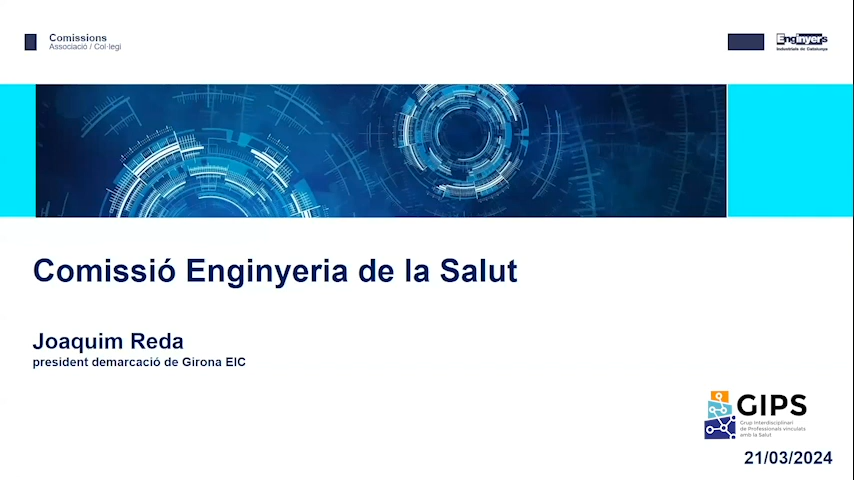 Comissions
Associació / Col·legi
Enginyers
Industrials de Catalunya
Comissió Enginyeria de la Salut
Joaquim Reda
president demarcació de Girona EIC
GIPS
Grup Interdisciplinari
de Professionals vinculats
amb la Salut
21/03/2024